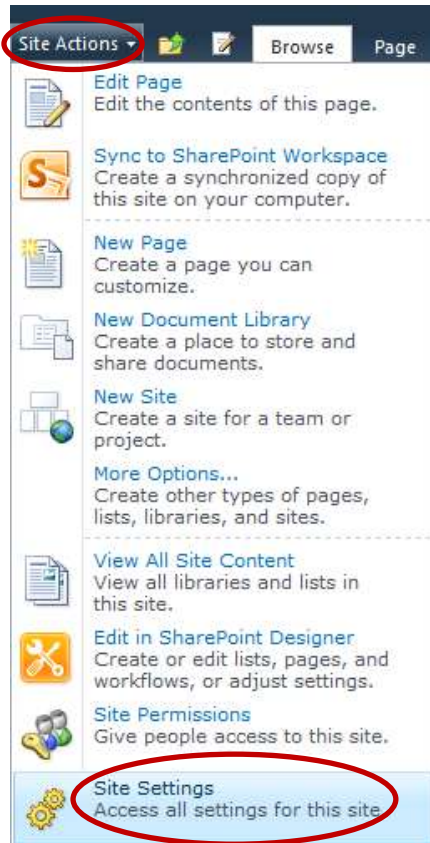 Site Actions Browse Page
Edit Page
Edit the contents of this page.
Sync to SharePoint Workspace
Create a synchronized copy of
this site on your computer.
New Page
Create a page you can
customize.
New Document Library
Create a place to store and
share documents.
New Site
Create a site for a team or
project.
More Options...
Create other types of pages,
lists, libraries, and sites.
View All Site Content
View all libraries and lists in
this site.
Edit in SharePoint Designer
Create or edit lists, pages, and
workflows, or adjust settings.
Site Permissions
Give people access to this site.
Site Settings
Access all settings for this site.